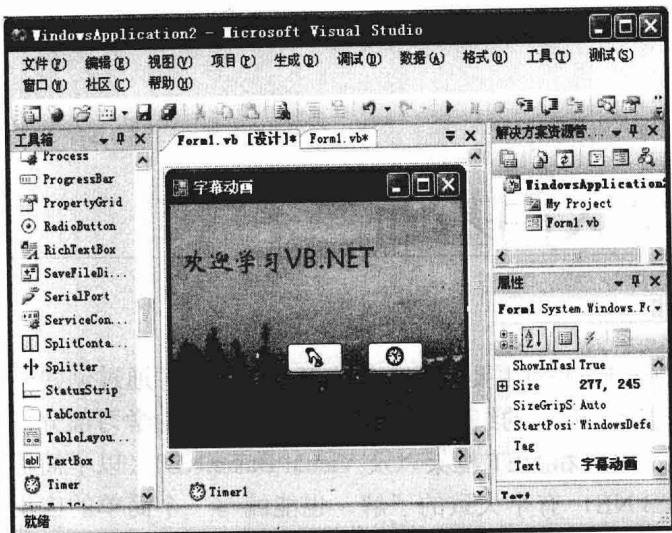 WindowsApplication2 - Microsoft Visual Studio
文件(F) 编辑(E) 视图(V) 项目(P) 生成(B) 调试(D) 数据(A) 格式(O) 工具(T) 测试(S)
窗口(W) 社区(C) 帮助(H)
工具箱
Process
ProgressBar
PropertyGrid
RadioButton
RichTextBox
SaveFileDi...
SerialPort
ServiceCon...
SplitConta...
Splitter
StatusStrip
TabControl
TableLayou...
TextBox
Timer
Form1.vb [设计]* Form1.vb*
字幕动画
欢迎学习VB.NET
Timer1
解决方案资源管...
WindowsApplication2
My Project
Form1.vb
属性
Form1 System.Windows.Fo
ShowInTasl True
Size 277, 245
SizeGripS Auto
StartPosi WindowsDefa
Tag
Text 字幕动画
Text
就绪